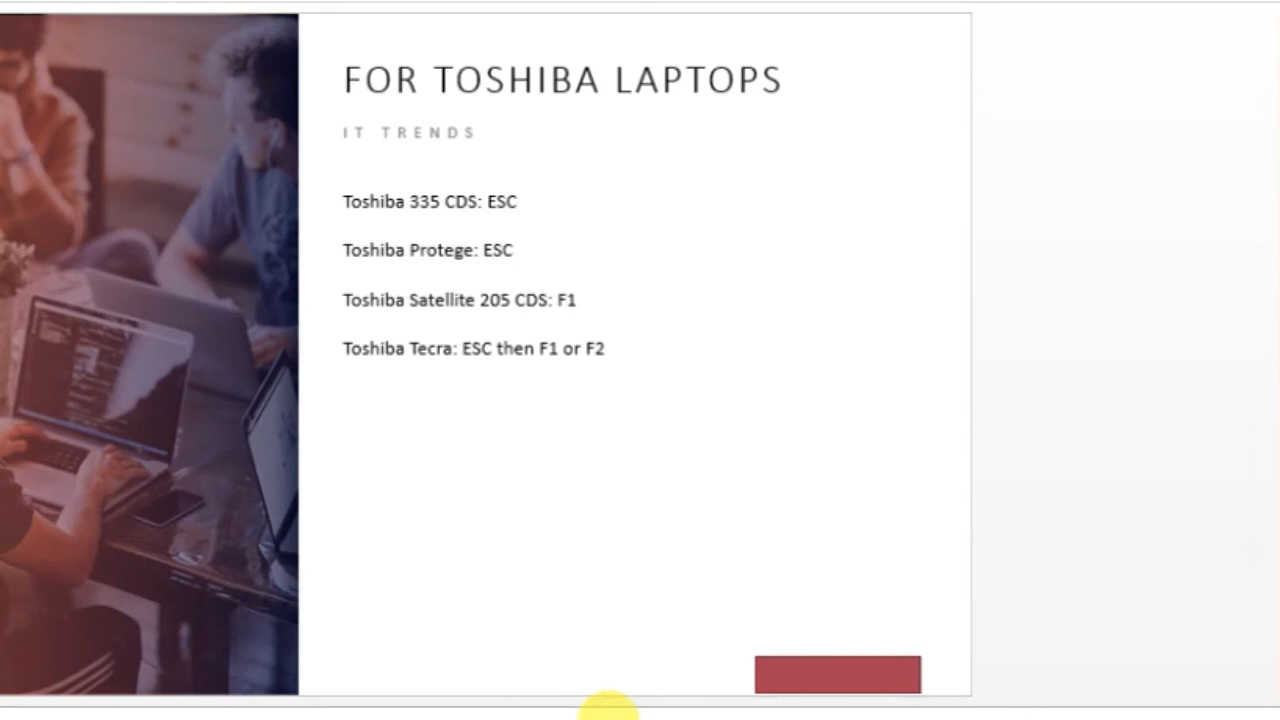 FOR TOSHIBA LAPTOPS
IT TRENDS
Toshiba 335 CDS: ESC
Toshiba Protege: ESC
Toshiba Satellite 205 CDS: F1
Toshiba Tecra: ESC then F1 or F2